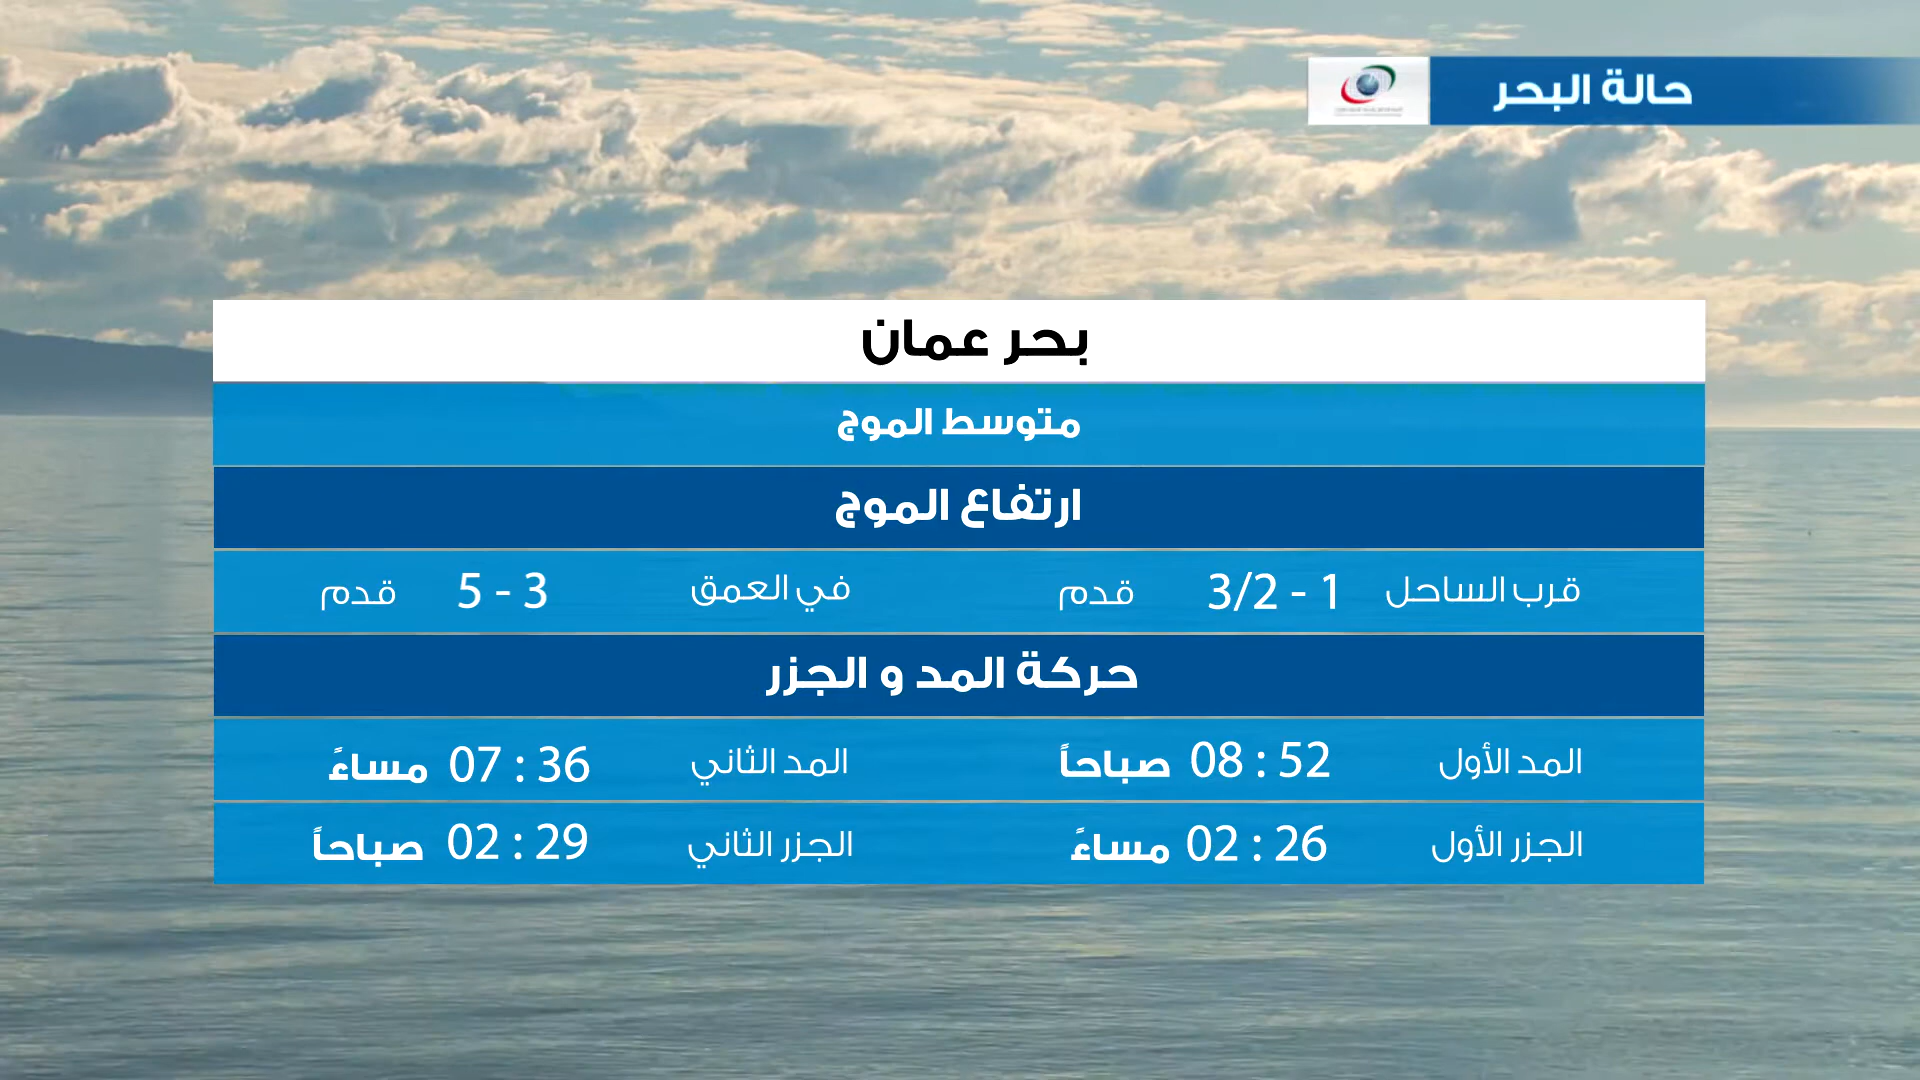 حالة البحر
بحر عمان
متوسط الموج
ارتفاع الموج
قرب الساحل 1 - 3/2 قدم في العمق 3 - 5 قدم
حركة المد و الجزر
المد الأول 08 : 52 صباحاً المد الثاني 07 : 36 مساءً
الجزر الأول 02 : 26 مساءً الجزر الثاني 02 : 29 صباحاً